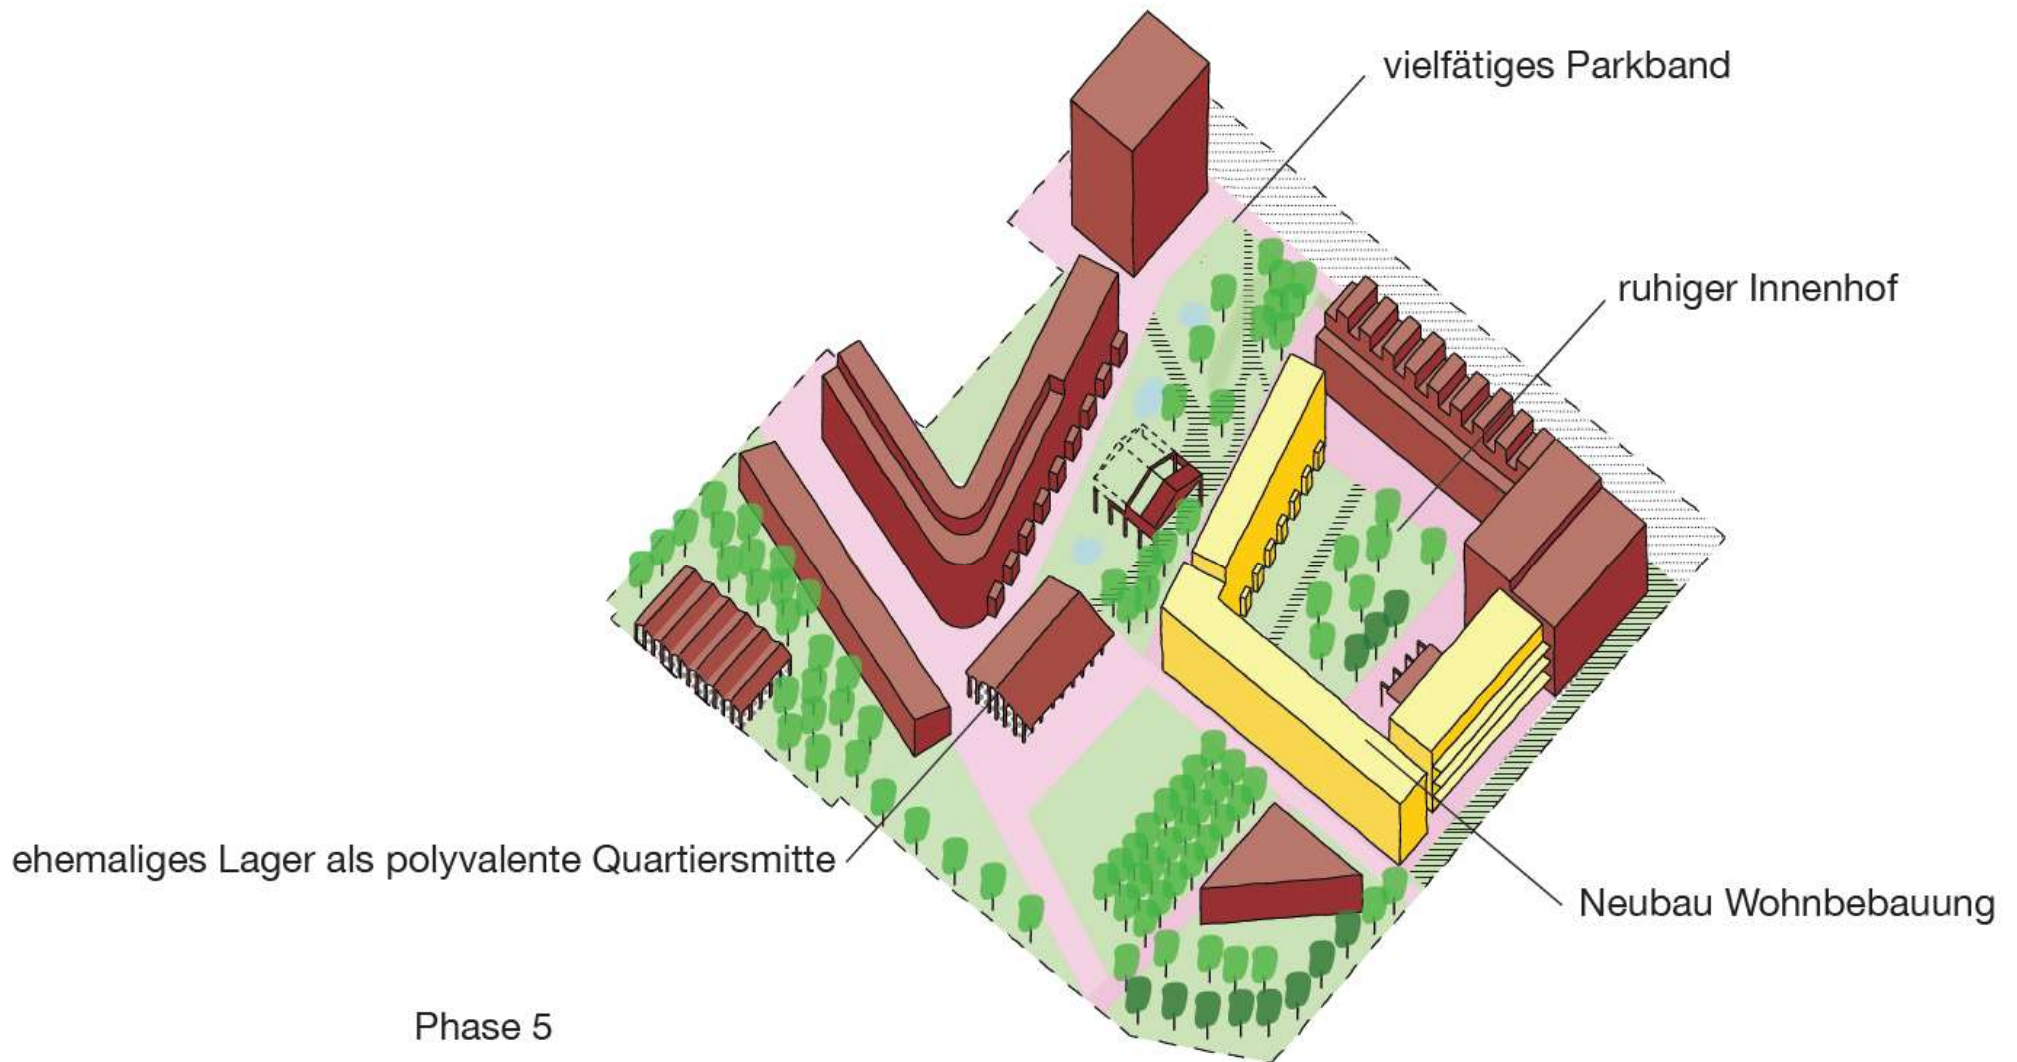 vielfätiges Parkband
ruhiger Innenhof
ehemaliges Lager als polyvalente Quartiersmitte
Neubau Wohnbebauung
Phase 5